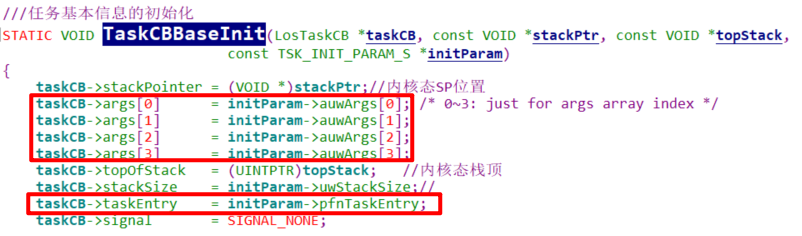 ///任务基本信息的初始化
STATIC VOID TaskCBBaseInit(LosTaskCB *taskCB, const VOID *stackPtr, const VOID *topStack,
const TSK_INIT_PARAM_S *initParam)
{
taskCB->stackPointer = (VOID *)stackPtr;//内核态SP位置
taskCB->args[0] = initParam->auwArgs[0]; /* 0~3: just for args array index */
taskCB->args[1] = initParam->auwArgs[1];
taskCB->args[2] = initParam->auwArgs[2];
taskCB->args[3] = initParam->auwArgs[3];
taskCB->topOfStack = (UINTPTR)topStack; //内核态栈顶
taskCB->stackSize = initParam->uwStackSize;//
taskCB->taskEntry = initParam->pfnTaskEntry;
taskCB->signal = SIGNAL_NONE;